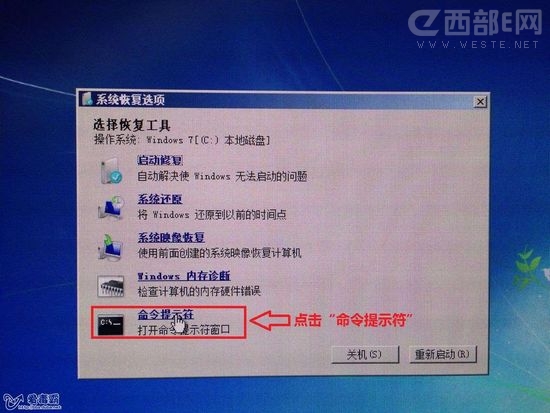 西部E网
WWW.WESTE.NET
系统恢复选项
选择恢复工具
操作系统: Windows 7[(C:) 本地磁盘]
启动修复
自动解决使 Windows 无法启动的问题
系统还原
将 Windows 还原到以前的时间点
系统映像恢复
使用前面创建的系统映像恢复计算机
Windows 内存诊断
检查计算机的内存硬件错误
C:\_
命令提示符
打开命令提示符窗口
点击“命令提示符”
关机(S)
重新启动(R)
爱毒霸